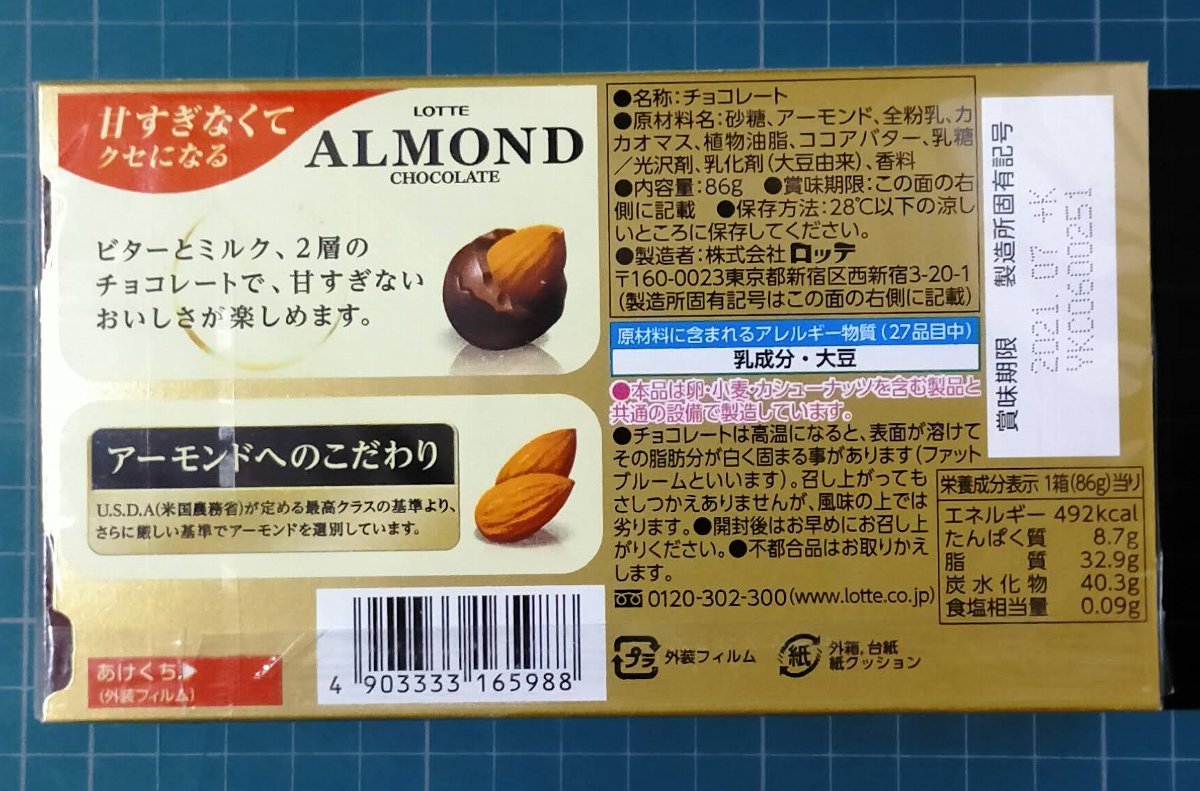 甘すぎなくて
クセになる
LOTTE
ALMOND
CHOCOLATE
ビターとミルク、2層の
チョコレートで、甘すぎない
おいしさが楽しめます。
アーモンドへのこだわり
U.S.D.A(米国農務省)が定める最高クラスの基準より、
さらに厳しい基準でアーモンドを選別しています。
あけくち▶
(外装フィルム)
4 903333 165988
●名称:チョコレート
●原材料名:砂糖、アーモンド、全粉乳、カ
カオマス、植物油脂、ココアバター、乳糖
/光沢剤、乳化剤(大豆由来)、香料
●内容量:86g ●賞味期限:この面の右
側に記載 ●保存方法:28℃以下の涼し
いところに保存してください。
●製造者:株式会社ロッテ
〒160-0023東京都新宿区西新宿3-20-1
(製造所固有記号はこの面の右側に記載)
原材料に含まれるアレルギー物質(27品目中)
乳成分・大豆
●本品は卵・小麦・カシューナッツを含む製品と
共通の設備で製造しています。
●チョコレートは高温になると、表面が溶けて
その脂肪分が白く固まる事があります(ファット
ブルームといいます)。召し上がっても
さしつかえありませんが、風味の上では
劣ります。●開封後はお早めにお召し上
がりください。●不都合品はお取りかえ
します。
0120-302-300(www.lotte.co.jp)
プラ 外装フィルム
紙 外箱、台紙
紙クッション
賞味期限 製造所固有記号
2021.07 +K
YKC0600251
栄養成分表示 1箱(86g)当り
エネルギー 492kcal
たんぱく質 8.7g
脂質 32.9g
炭水化物 40.3g
食塩相当量 0.09g